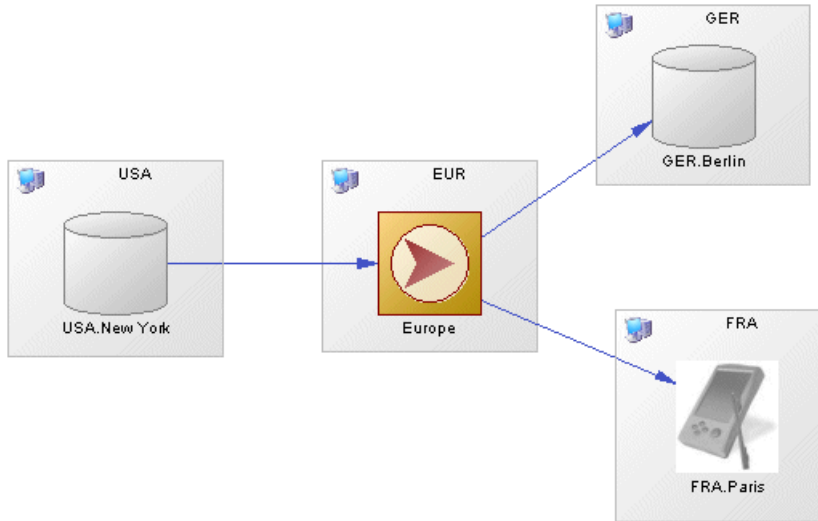 GER
GER.Berlin
USA
USA.New York
EUR
Europe
FRA
FRA.Paris